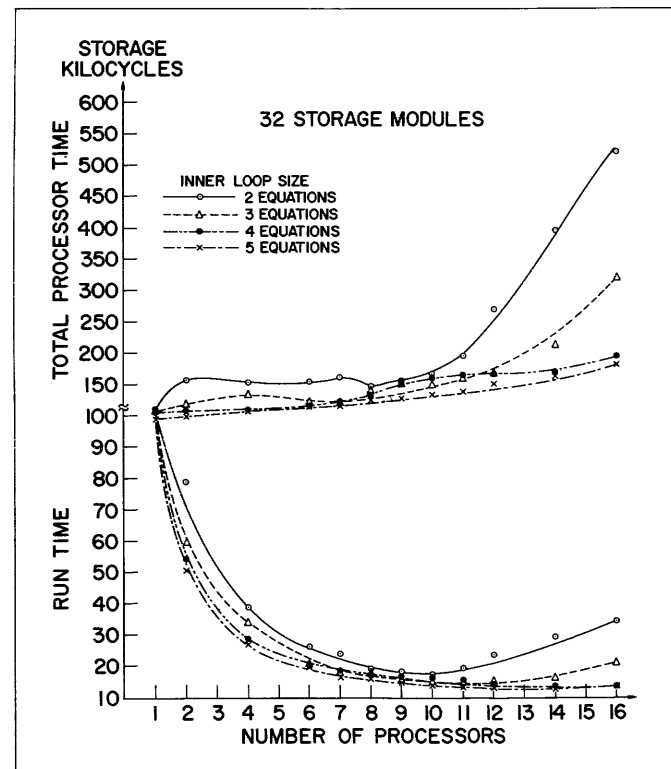 STORAGE
KILOCYCLES
600
550
500
450
400
350
300
250
200
150
100
90
80
70
60
50
40
30
20
10
TOTAL PROCESSOR TIME
RUN TIME
32 STORAGE MODULES
INNER LOOP SIZE
2 EQUATIONS
3 EQUATIONS
4 EQUATIONS
5 EQUATIONS
1 2 3 4 5 6 7 8 9 10 11 12 13 14 15 16
NUMBER OF PROCESSORS